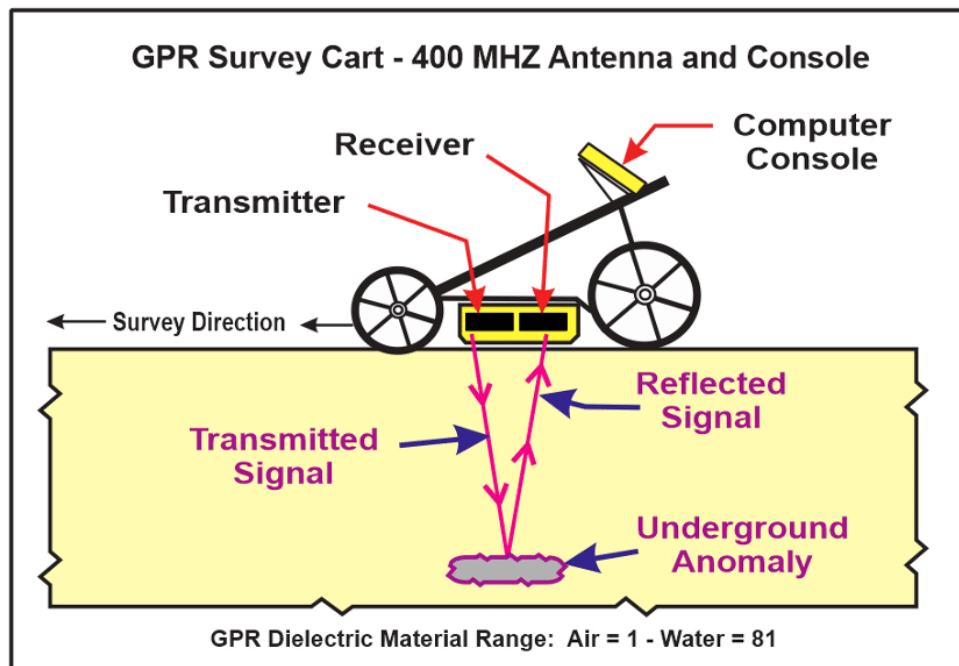 GPR Survey Cart - 400 MHZ Antenna and Console
Receiver
Computer
Console
Transmitter
Survey Direction
Reflected
Signal
Transmitted
Signal
Underground
Anomaly
GPR Dielectric Material Range: Air = 1 - Water = 81